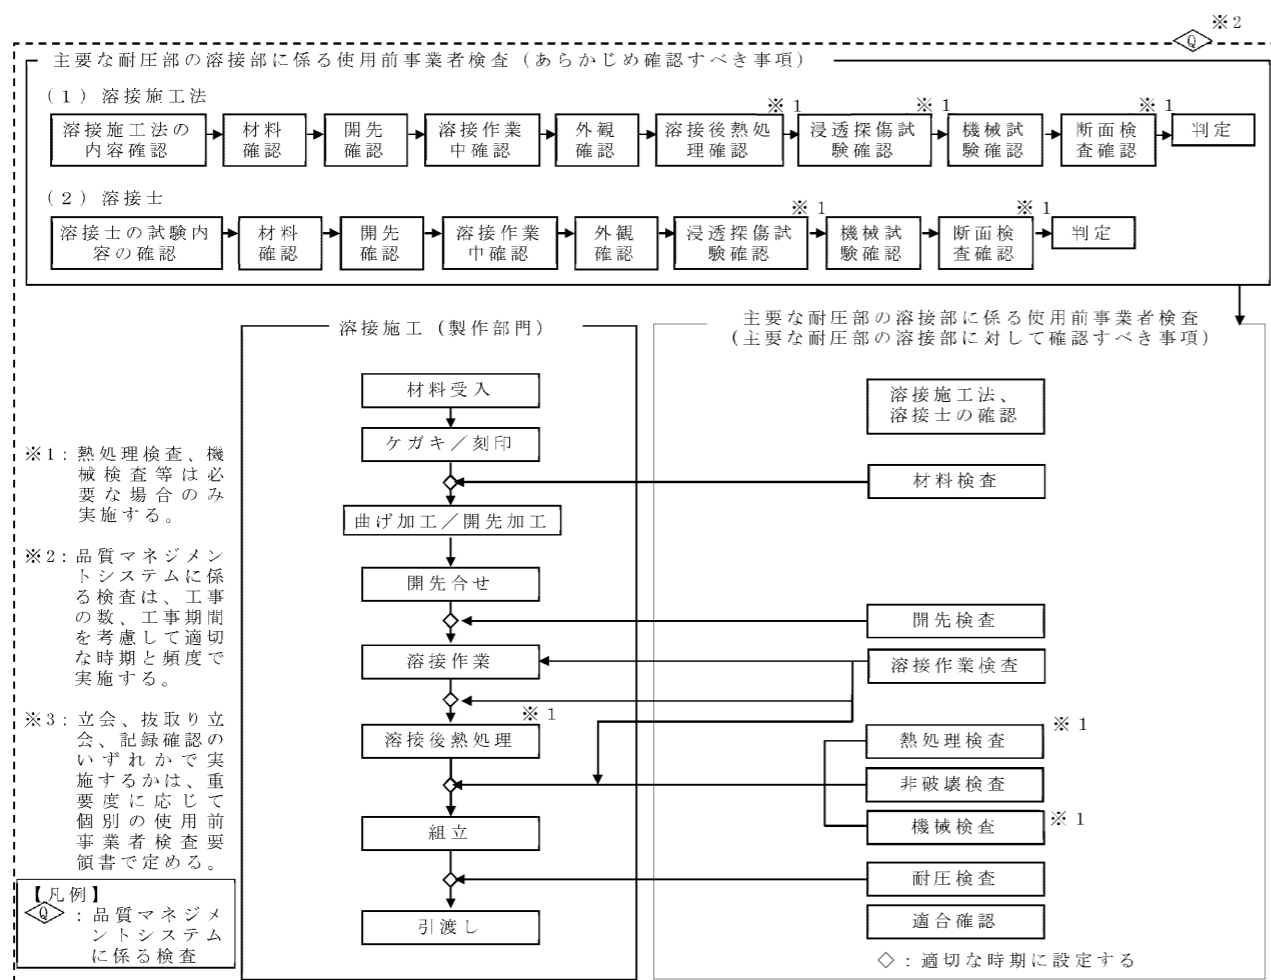 ※2
Q
主要な耐圧部の溶接部に係る使用前事業者検査(あらかじめ確認すべき事項)
(1)溶接施工法
溶接施工法の
内容確認
材料
確認
開先
確認
溶接作業
中確認
外観
確認
※1
溶接後熱処
理確認
※1
浸透探傷試
験確認
機械試
験確認
※1
断面検
査確認
判定
(2)溶接士
溶接士の試験内
容の確認
材料
確認
開先
確認
溶接作業
中確認
外観
確認
※1
浸透探傷試
験確認
機械試
験確認
※1
断面検
査確認
判定
溶接施工(製作部門)
材料受入
ケガキ/刻印
曲げ加工/開先加工
開先合せ
溶接作業
※1
溶接後熱処理
組立
引渡し
主要な耐圧部の溶接部に係る使用前事業者検査
(主要な耐圧部の溶接部に対して確認すべき事項)
溶接施工法、
溶接士の確認
材料検査
開先検査
溶接作業検査
熱処理検査
※1
非破壊検査
機械検査
※1
耐圧検査
適合確認
◇:適切な時期に設定する
※1:熱処理検査、機
械検査等は必
要な場合のみ
実施する。
※2:品質マネジメン
トシステムに係
る検査は、工事
の数、工事期間
を考慮して適切
な時期と頻度で
実施する。
※3:立会、抜取り立
会、記録確認の
いずれかで実
施するかは、重
要度に応じて
個別の使用前
事業者検査要
領書で定める。
【凡例】
Q:品質マネジメ
ントシステム
に係る検査